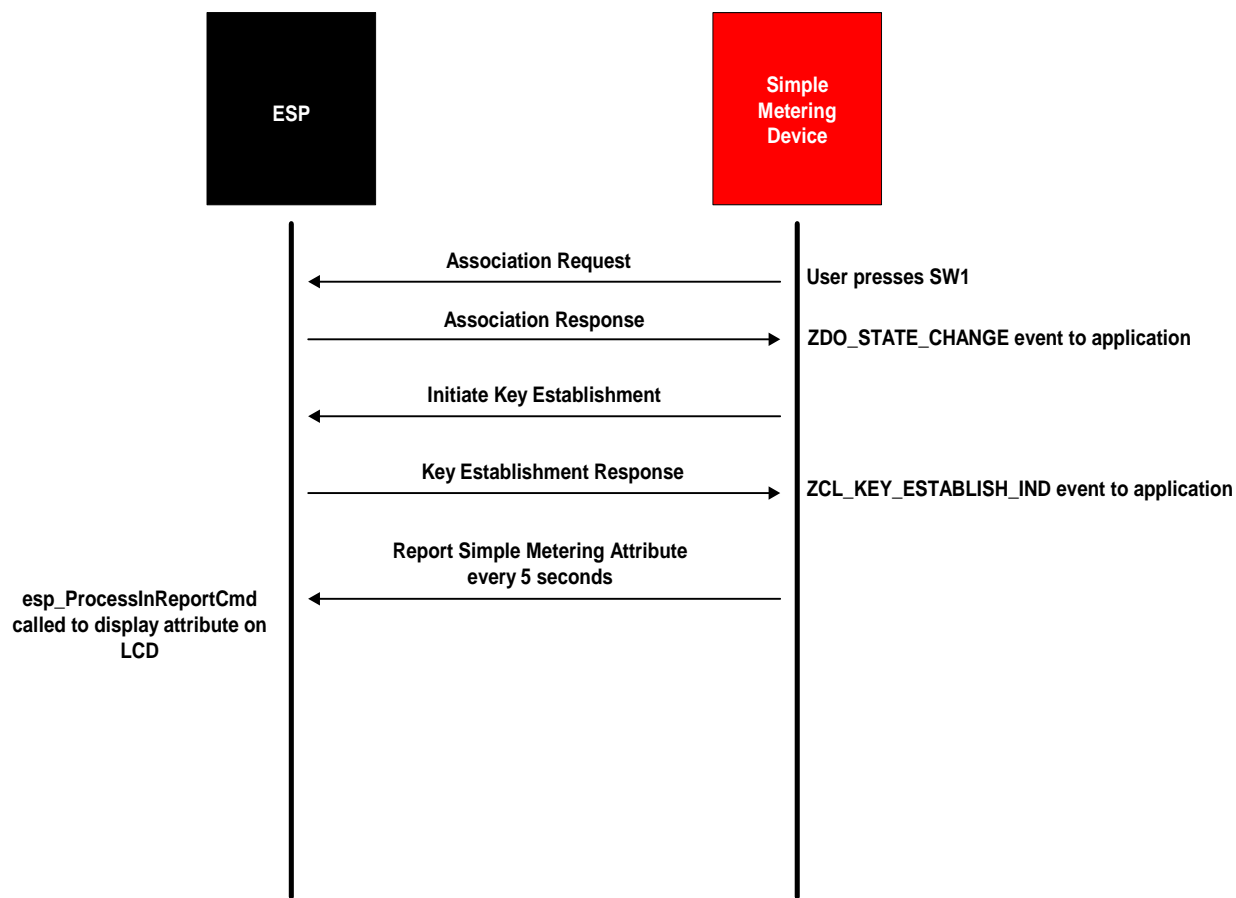 ESP
Simple
Metering
Device
Association Request
User presses SW1
Association Response
ZDO_STATE_CHANGE event to application
Initiate Key Establishment
Key Establishment Response
ZCL_KEY_ESTABLISH_IND event to application
Report Simple Metering Attribute
every 5 seconds
esp_ProcessInReportCmd
called to display attribute on
LCD